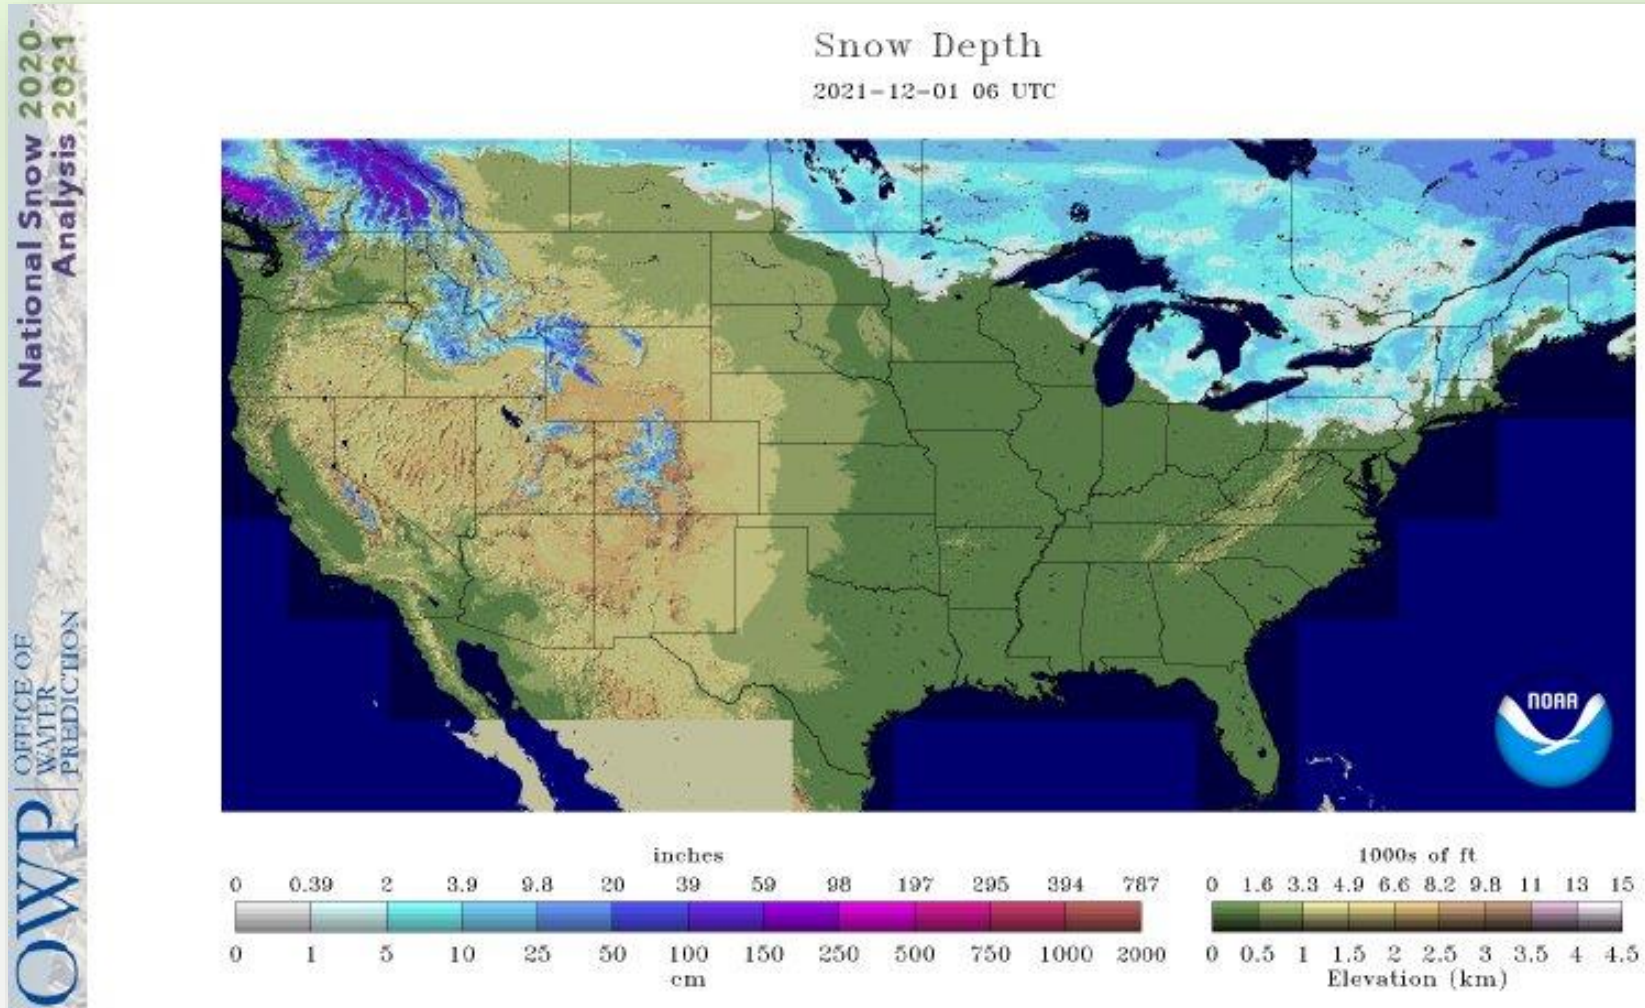 National Snow 2020-
Analysis 2021
OWP
OFFICE OF
WATER
PREDICTION
Snow Depth
2021-12-01 06 UTC
NOAA
inches
0 0.39 2 3.9 9.8 20 39 59 98 197 295 394 787
0 1 5 10 25 50 100 150 250 500 750 1000 2000
cm
1000s of ft
0 1.6 3.3 4.9 6.6 8.2 9.8 11 13 15
0 0.5 1 1.5 2 2.5 3 3.5 4 4.5
Elevation (km)